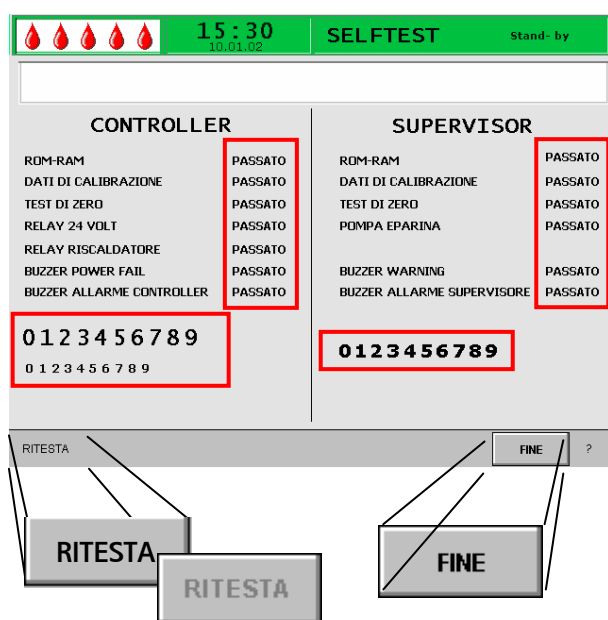 15:30
10.01.02
SELFTEST
Stand- by
CONTROLLER
ROM-RAM PASSATO
DATI DI CALIBRAZIONE PASSATO
TEST DI ZERO PASSATO
RELAY 24 VOLT PASSATO
RELAY RISCALDATORE PASSATO
BUZZER POWER FAIL PASSATO
BUZZER ALLARME CONTROLLER PASSATO
0123456789
0123456789
SUPERVISOR
ROM-RAM PASSATO
DATI DI CALIBRAZIONE PASSATO
TEST DI ZERO PASSATO
POMPA EPARINA PASSATO
BUZZER WARNING PASSATO
BUZZER ALLARME SUPERVISORE PASSATO
0123456789
RITESTA
FINE
?
RITESTA
RITESTA
FINE